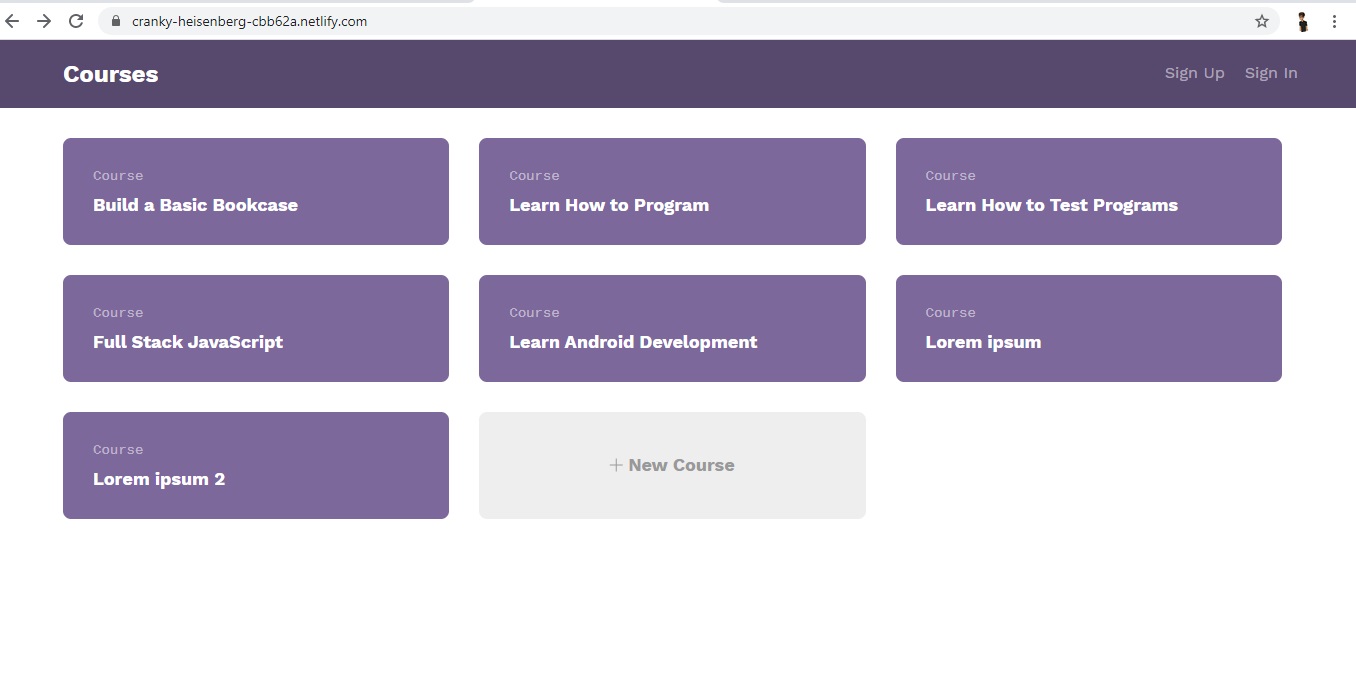 cranky-heisenberg-cbb62a.netlify.com
Courses
Sign Up Sign In
Course
Build a Basic Bookcase
Course
Learn How to Program
Course
Learn How to Test Programs
Course
Full Stack JavaScript
Course
Learn Android Development
Course
Lorem ipsum
Course
Lorem ipsum 2
+ New Course